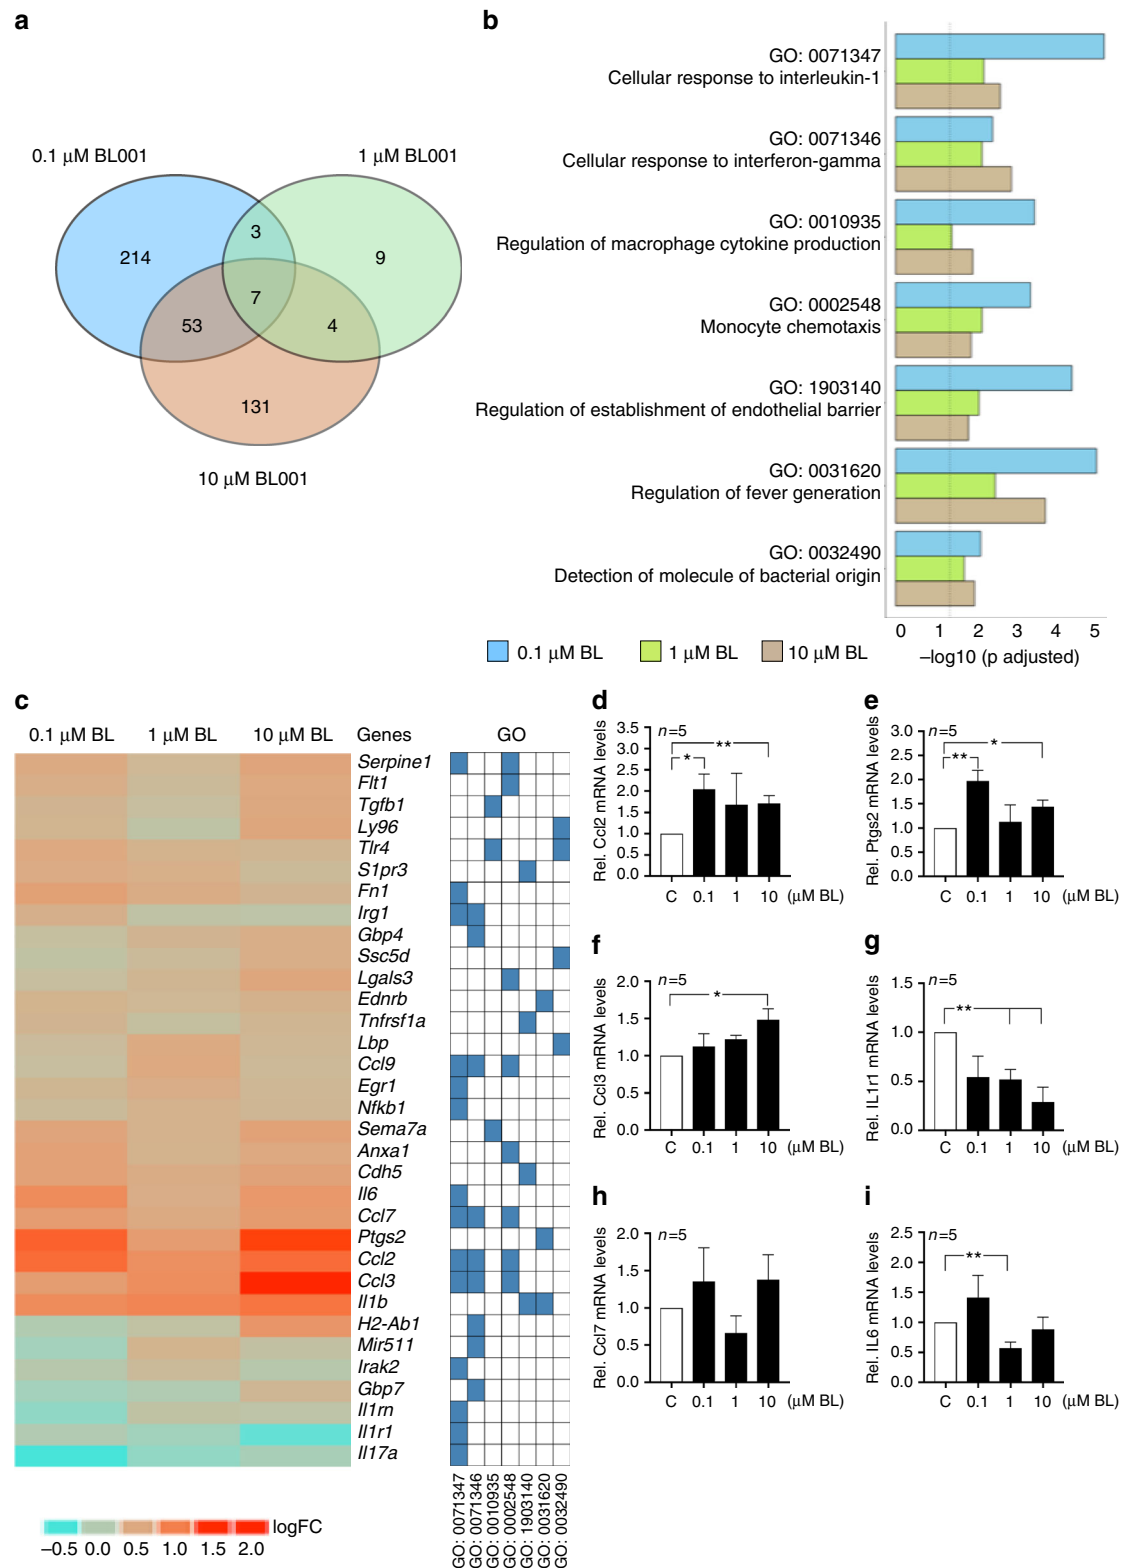 a
0.1 μM BL001
1 μM BL001
3
214
9
7
53
4
131
10 μM BL001
b
GO: 0071347
Cellular response to interleukin-1
GO: 0071346
Cellular response to interferon-gamma
GO: 0010935
Regulation of macrophage cytokine production
GO: 0002548
Monocyte chemotaxis
GO: 1903140
Regulation of establishment of endothelial barrier
GO: 0031620
Regulation of fever generation
GO: 0032490
Detection of molecule of bacterial origin
0 1 2 3 4 5
–log10 (p adjusted)
0.1 μM BL 1 μM BL 10 μM BL
c
0.1 μM BL 1 μM BL 10 μM BL Genes GO
Serpine1
Flt1
Tgfb1
Ly96
Tlr4
S1pr3
Fn1
Irg1
Gbp4
Ssc5d
Lgals3
Ednrb
Tnfrsf1a
Lbp
Ccl9
Egr1
Nfkb1
Sema7a
Anxa1
Cdh5
Il6
Ccl7
Ptgs2
Ccl2
Ccl3
Il1b
H2-Ab1
Mir511
Irak2
Gbp7
Il1rn
Il1r1
Il17a
GO: 0071347
GO: 0071346
GO: 0010935
GO: 0002548
GO: 1903140
GO: 0031620
GO: 0032490
logFC
–0.5 0.0 0.5 1.0 1.5 2.0
d
Rel. Ccl2 mRNA levels
3.5
3.0
2.5
2.0
1.5
1.0
0.5
0.0
n=5
**
*
C 0.1 1 10 (μM BL)
e
Rel. Ptgs2 mRNA levels
3.0
2.5
2.0
1.5
1.0
0.5
0.0
n=5
*
**
C 0.1 1 10 (μM BL)
f
Rel. Ccl3 mRNA levels
2.0
1.5
1.0
0.5
0.0
n=5
*
C 0.1 1 10 (μM BL)
g
Rel. IL1r1 mRNA levels
1.5
1.0
0.5
0.0
n=5
**
C 0.1 1 10 (μM BL)
h
Rel. Ccl7 mRNA levels
2.0
1.5
1.0
0.5
0.0
n=5
C 0.1 1 10 (μM BL)
i
Rel. IL6 mRNA levels
2.5
2.0
1.5
1.0
0.5
0.0
n=5
**
C 0.1 1 10 (μM BL)